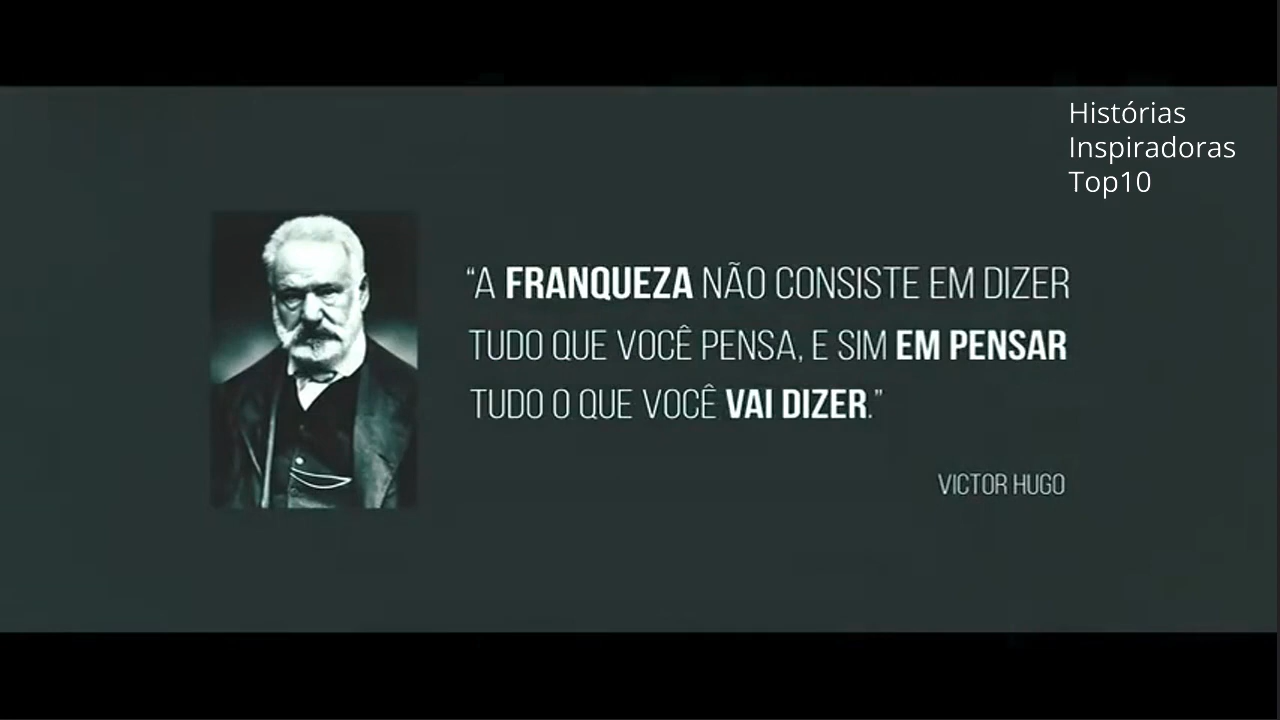 Histórias
Inspiradoras
Top10
“A FRANQUEZA NÃO CONSISTE EM DIZER
TUDO QUE VOCÊ PENSA, E SIM EM PENSAR
TUDO O QUE VOCÊ VAI DIZER.”
VICTOR HUGO